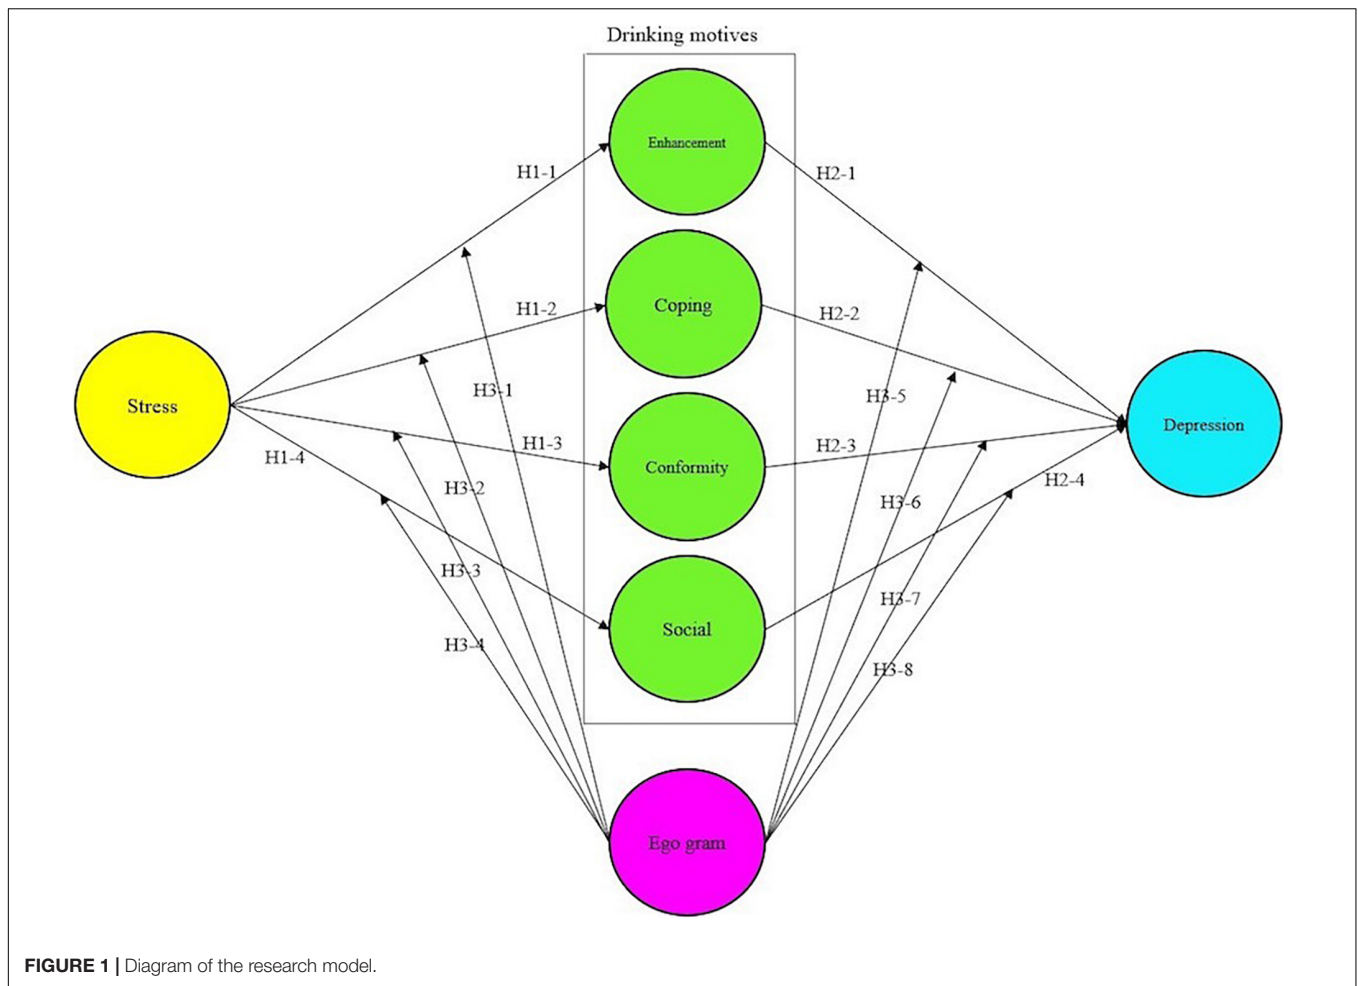 Drinking motives
Enhancement
H1-1
H2-1
Coping
H1-2
H2-2
Stress
H3-1
H3-5
Depression
H1-3
Conformity
H2-3
H1-4
H3-2
H3-6
H2-4
H3-3
H3-7
Social
H3-4
H3-8
Ego gram
FIGURE 1 | Diagram of the research model.